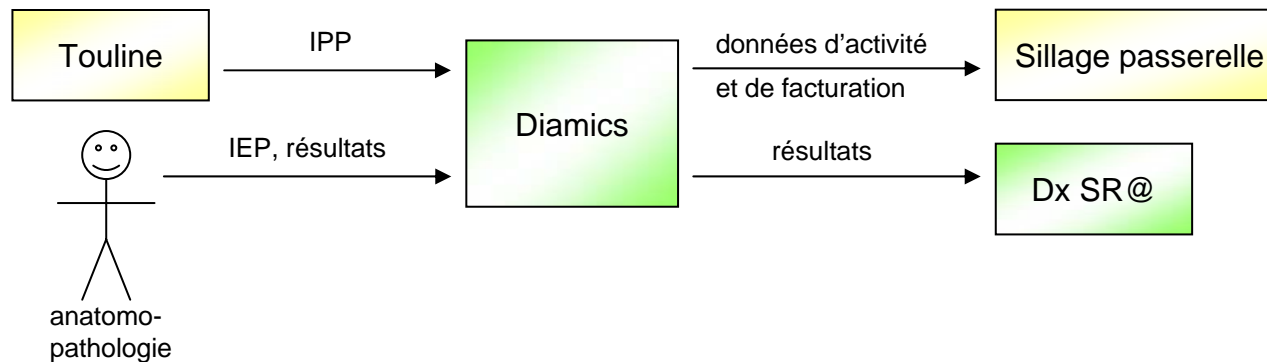 Touline
IPP
données d'activité
et de facturation
Sillage passerelle
Diamics
IEP, résultats
résultats
Dx SR@
anatomo-
pathologie